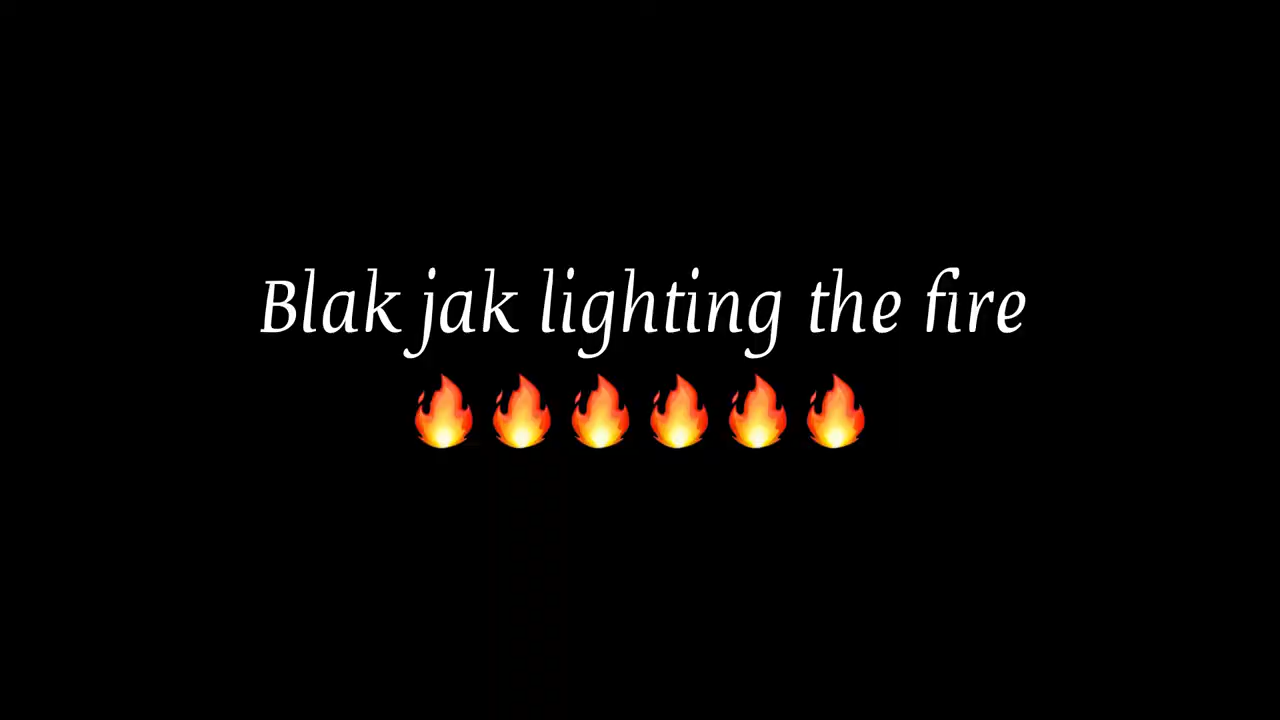 Blak jak lighting the fire
🔥🔥🔥🔥🔥🔥